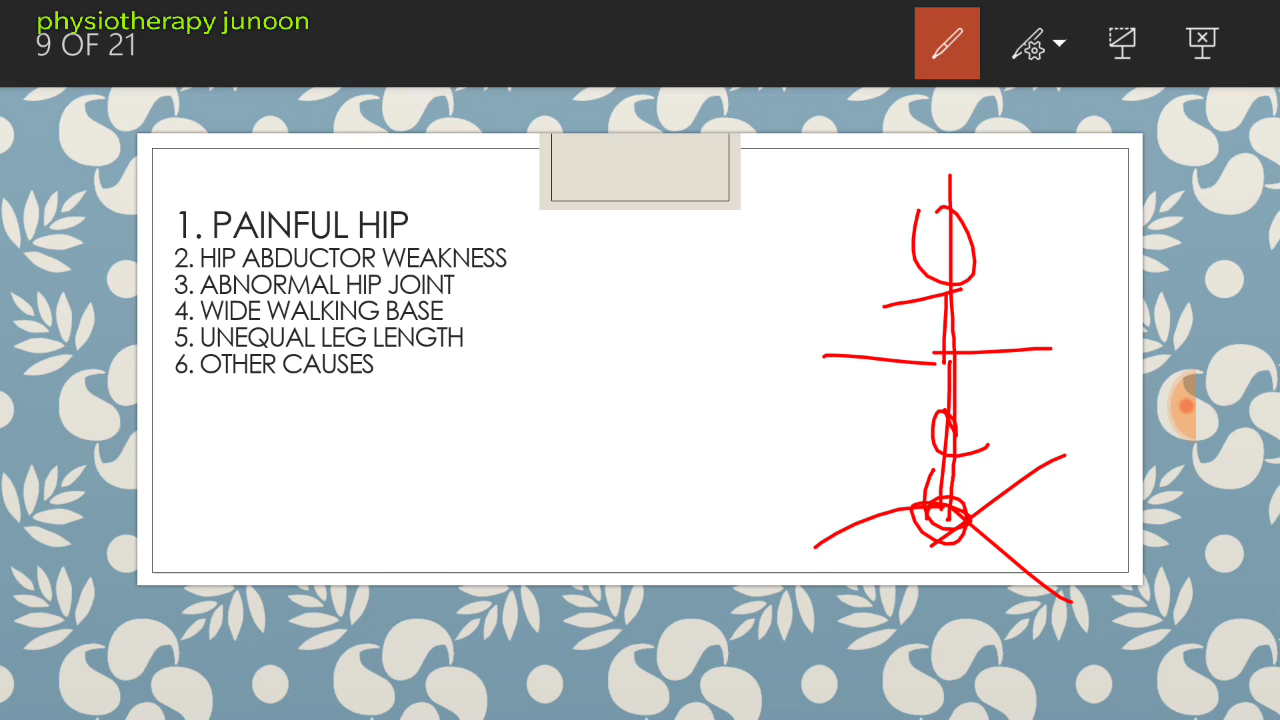 physiotherapy junoon
9 OF 21
1. PAINFUL HIP
2. HIP ABDUCTOR WEAKNESS
3. ABNORMAL HIP JOINT
4. WIDE WALKING BASE
5. UNEQUAL LEG LENGTH
6. OTHER CAUSES